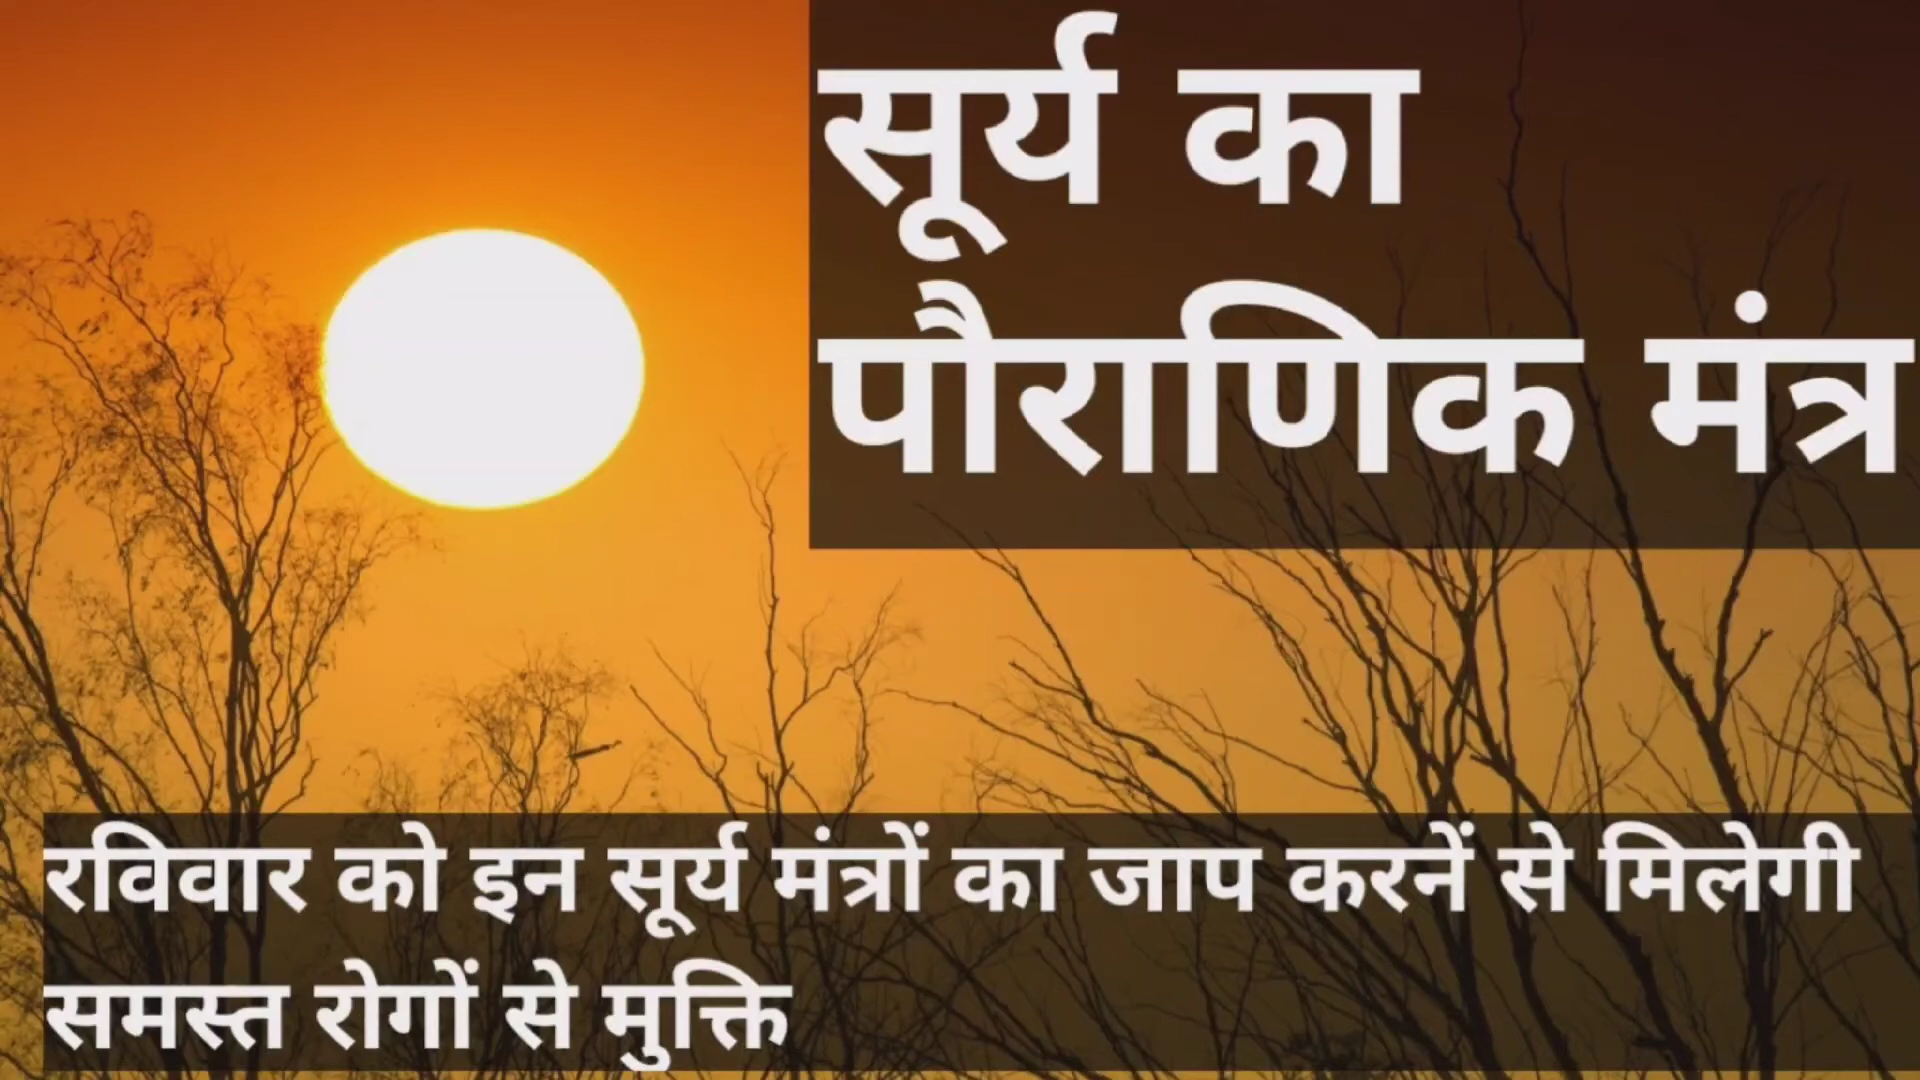 सूर्य का
पौराणिक मंत्र
रविवार को इन सूर्य मंत्रों का जाप करनें से मिलेगी
समस्त रोगों से मुक्ति